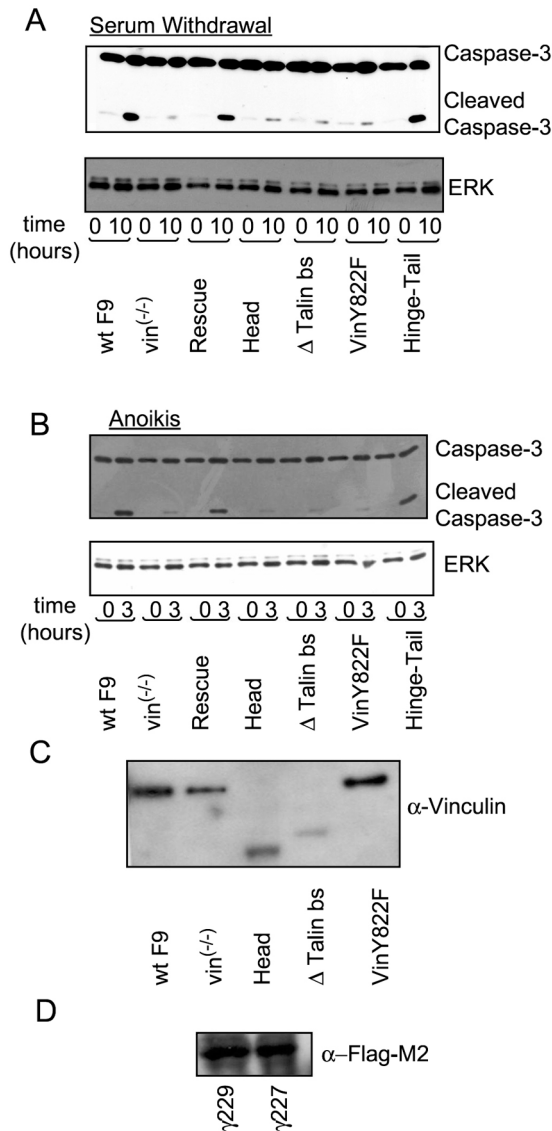 A
Serum Withdrawal
Caspase-3
Cleaved
Caspase-3
ERK
time
(hours)
0 10 0 10 0 10 0 10 0 10 0 10 0 10
wt F9
vin(-/-)
Rescue
Head
Δ Talin bs
VinY822F
Hinge-Tail
B
Anoikis
Caspase-3
Cleaved
Caspase-3
ERK
time
(hours)
0 3 0 3 0 3 0 3 0 3 0 3 0 3
wt F9
vin(-/-)
Rescue
Head
Δ Talin bs
VinY822F
Hinge-Tail
C
α-Vinculin
wt F9
vin(-/-)
Head
Δ Talin bs
VinY822F
D
α–Flag-M2
γ229
γ227